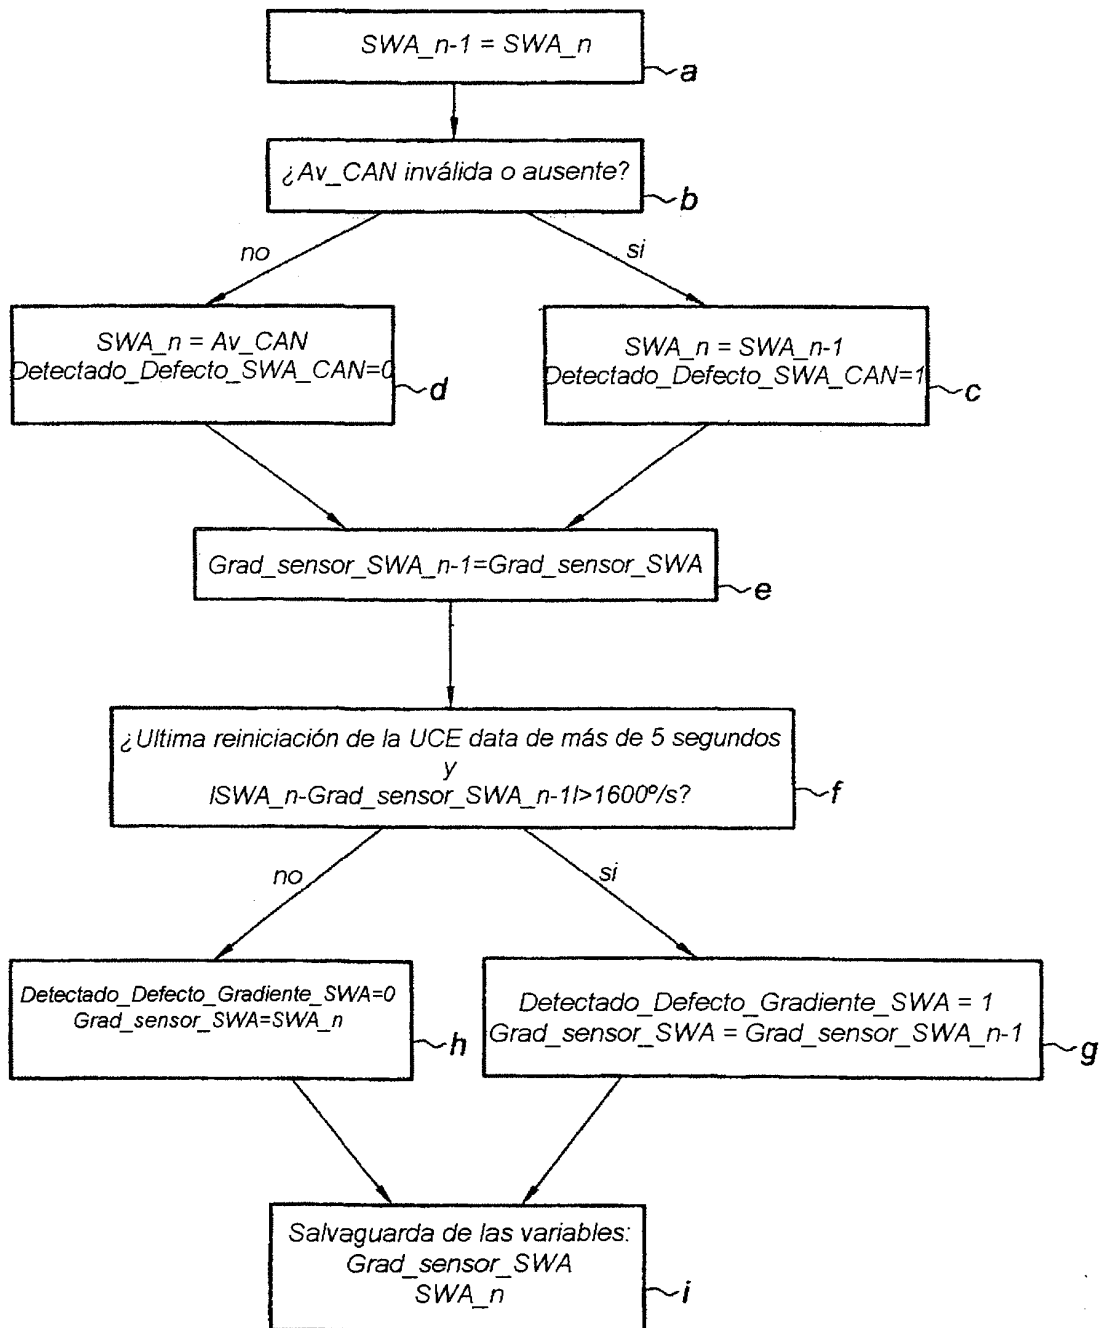 SWA_n-1 = SWA_n
a
¿Av_CAN inválida o ausente?
b
no
si
SWA_n = Av_CAN
Detectado_Defecto_SWA_CAN=0
d
SWA_n = SWA_n-1
Detectado_Defecto_SWA_CAN=1
c
Grad_sensor_SWA_n-1=Grad_sensor_SWA
e
¿Ultima reiniciación de la UCE data de más de 5 segundos
y
ISWA_n-Grad_sensor_SWA_n-1I>1600º/s?
f
no
si
Detectado_Defecto_Gradiente_SWA=0
Grad_sensor_SWA=SWA_n
h
Detectado_Defecto_Gradiente_SWA = 1
Grad_sensor_SWA = Grad_sensor_SWA_n-1
g
Salvaguarda de las variables:
Grad_sensor_SWA
SWA_n
i